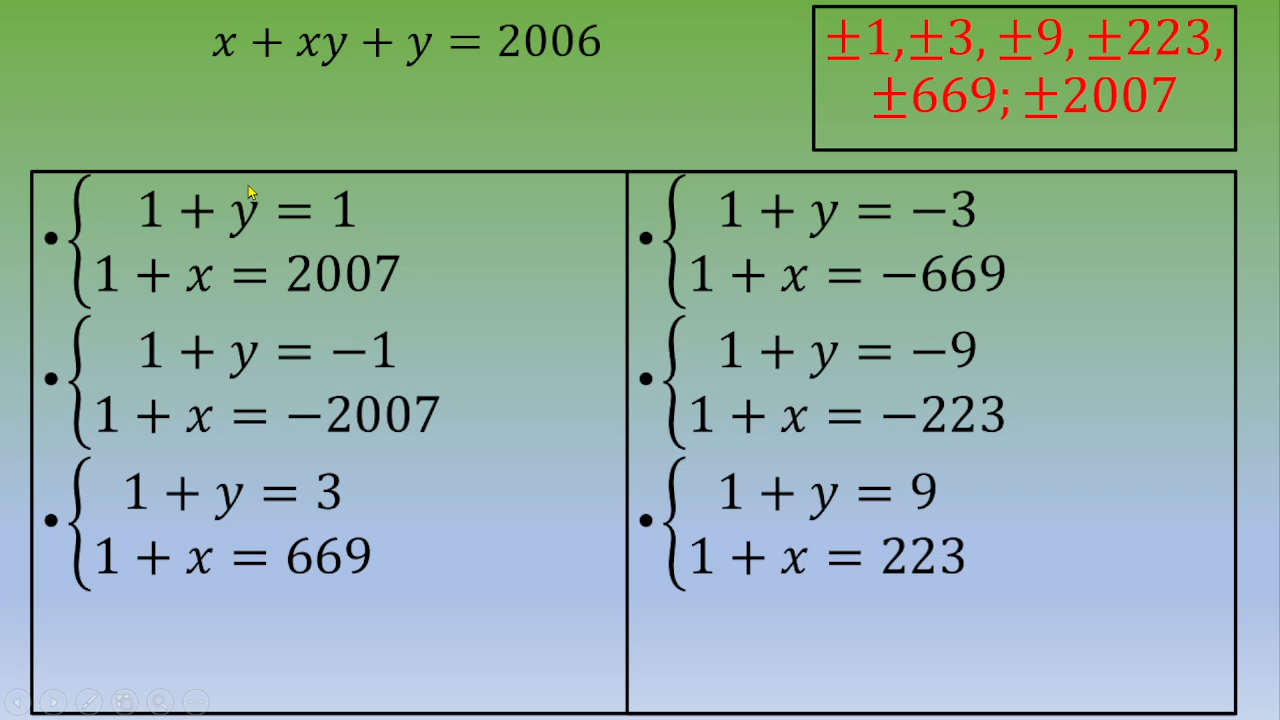 x + xy + y = 2006
±1, ±3, ±9, ±223,
±669; ±2007
• { 1 + y = 1
1 + x = 2007
• { 1 + y = −1
1 + x = −2007
• { 1 + y = 3
1 + x = 669
• { 1 + y = −3
1 + x = −669
• { 1 + y = −9
1 + x = −223
• { 1 + y = 9
1 + x = 223